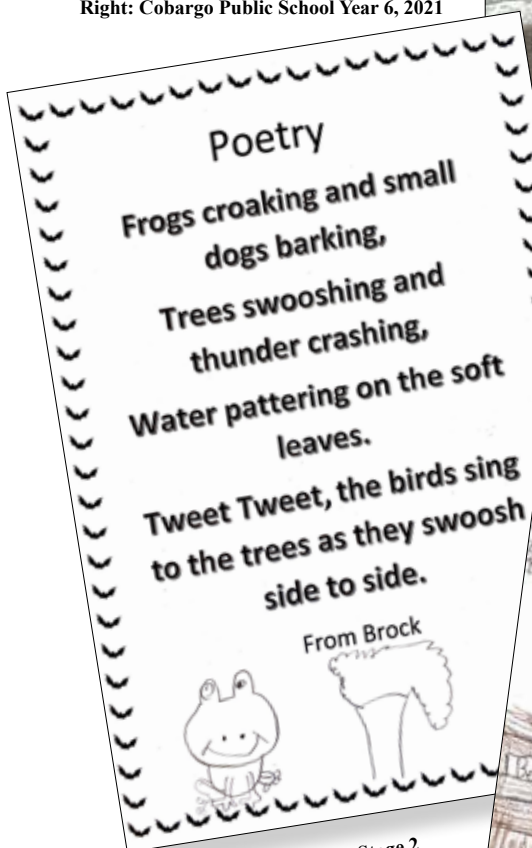 Right: Cobargo Public School Year 6, 2021
Poetry
Frogs croaking and small
dogs barking,
Trees swooshing and
thunder crashing,
Water pattering on the soft
leaves.
Tweet Tweet, the birds sing
to the trees as they swoosh
side to side.
From Brock
Stage 2